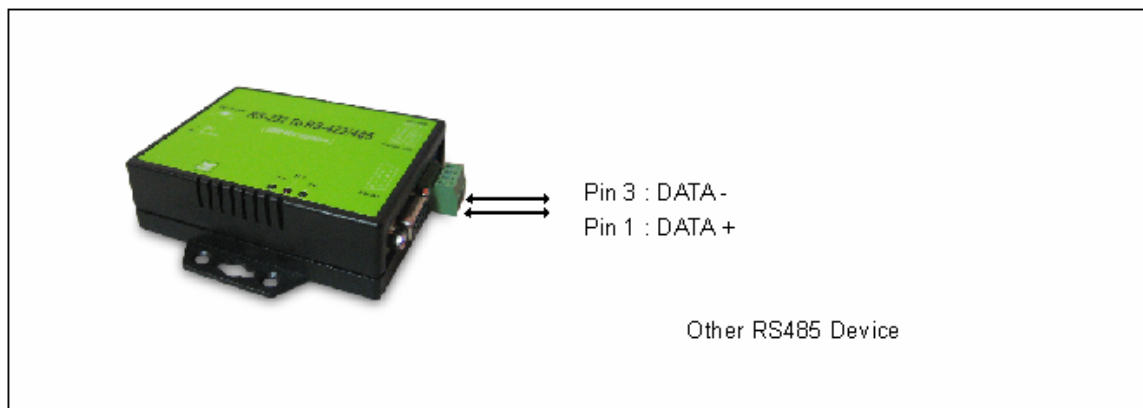 RS-232 To RS-422/485
Pin 3 : DATA -
Pin 1 : DATA +
Other RS485 Device